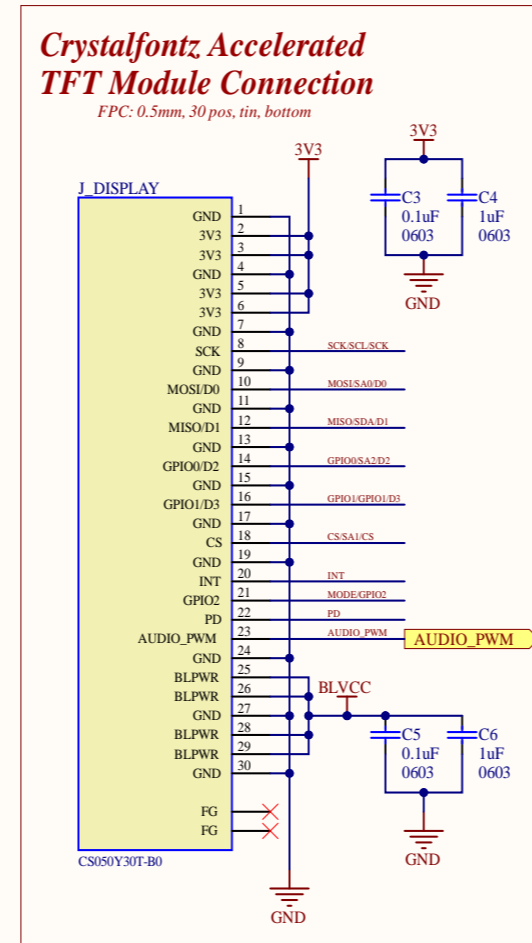 Crystalfontz Accelerated
TFT Module Connection
FPC: 0.5mm, 30 pos, tin, bottom
3V3
3V3
J_DISPLAY
C3
0.1uF
0603
C4
1uF
0603
GND
GND 1
3V3 2
3V3 3
GND 4
3V3 5
3V3 6
GND 7
SCK 8 SCK/SCL/SCK
GND 9
MOSI/D0 10 MOSI/SA0/D0
GND 11
MISO/D1 12 MISO/SDA/D1
GND 13
GPIO0/D2 14 GPIO0/SA2/D2
GND 15
GPIO1/D3 16 GPIO1/GPIO1/D3
GND 17
CS 18 CS/SA1/CS
GND 19
INT 20 INT
GPIO2 21 MODE/GPIO2
PD 22 PD
AUDIO_PWM 23 AUDIO_PWM AUDIO_PWM
GND 24
BLPWR 25
BLPWR 26
GND 27
BLPWR 28
BLPWR 29
GND 30
BLVCC
C5
0.1uF
0603
C6
1uF
0603
GND
FG
FG
CS050Y30T-B0
GND